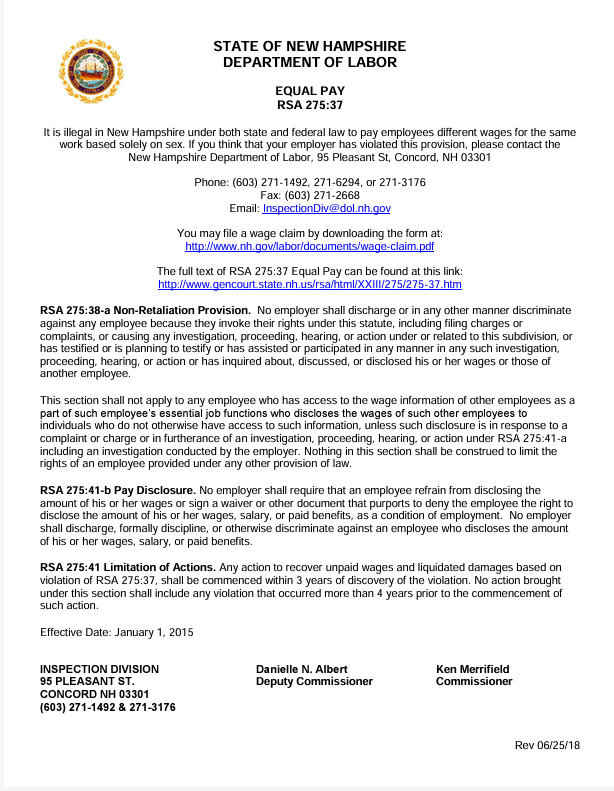 STATE OF NEW HAMPSHIRE
DEPARTMENT OF LABOR
EQUAL PAY
RSA 275:37
It is illegal in New Hampshire under both state and federal law to pay employees different wages for the same
work based solely on sex. If you think that your employer has violated this provision, please contact the
New Hampshire Department of Labor, 95 Pleasant St, Concord, NH 03301
Phone: (603) 271-1492, 271-6294, or 271-3176
Fax: (603) 271-2668
Email: InspectionDiv@dol.nh.gov
You may file a wage claim by downloading the form at:
http://www.nh.gov/labor/documents/wage-claim.pdf
The full text of RSA 275:37 Equal Pay can be found at this link:
http://www.gencourt.state.nh.us/rsa/html/XXIII/275/275-37.htm
RSA 275:38-a Non-Retaliation Provision. No employer shall discharge or in any other manner discriminate
against any employee because they invoke their rights under this statute, including filing charges or
complaints, or causing any investigation, proceeding, hearing, or action under or related to this subdivision, or
has testified or is planning to testify or has assisted or participated in any manner in any such investigation,
proceeding, hearing, or action or has inquired about, discussed, or disclosed his or her wages or those of
another employee.
This section shall not apply to any employee who has access to the wage information of other employees as a
part of such employee's essential job functions who discloses the wages of such other employees to
individuals who do not otherwise have access to such information, unless such disclosure is in response to a
complaint or charge or in furtherance of an investigation, proceeding, hearing, or action under RSA 275:41-a
including an investigation conducted by the employer. Nothing in this section shall be construed to limit the
rights of an employee provided under any other provision of law.
RSA 275:41-b Pay Disclosure. No employer shall require that an employee refrain from disclosing the
amount of his or her wages or sign a waiver or other document that purports to deny the employee the right to
disclose the amount of his or her wages, salary, or paid benefits, as a condition of employment. No employer
shall discharge, formally discipline, or otherwise discriminate against an employee who discloses the amount
of his or her wages, salary, or paid benefits.
RSA 275:41 Limitation of Actions. Any action to recover unpaid wages and liquidated damages based on
violation of RSA 275:37, shall be commenced within 3 years of discovery of the violation. No action brought
under this section shall include any violation that occurred more than 4 years prior to the commencement of
such action.
Effective Date: January 1, 2015
INSPECTION DIVISION Danielle N. Albert Ken Merrifield
95 PLEASANT ST. Deputy Commissioner Commissioner
CONCORD NH 03301
(603) 271-1492 & 271-3176
Rev 06/25/18